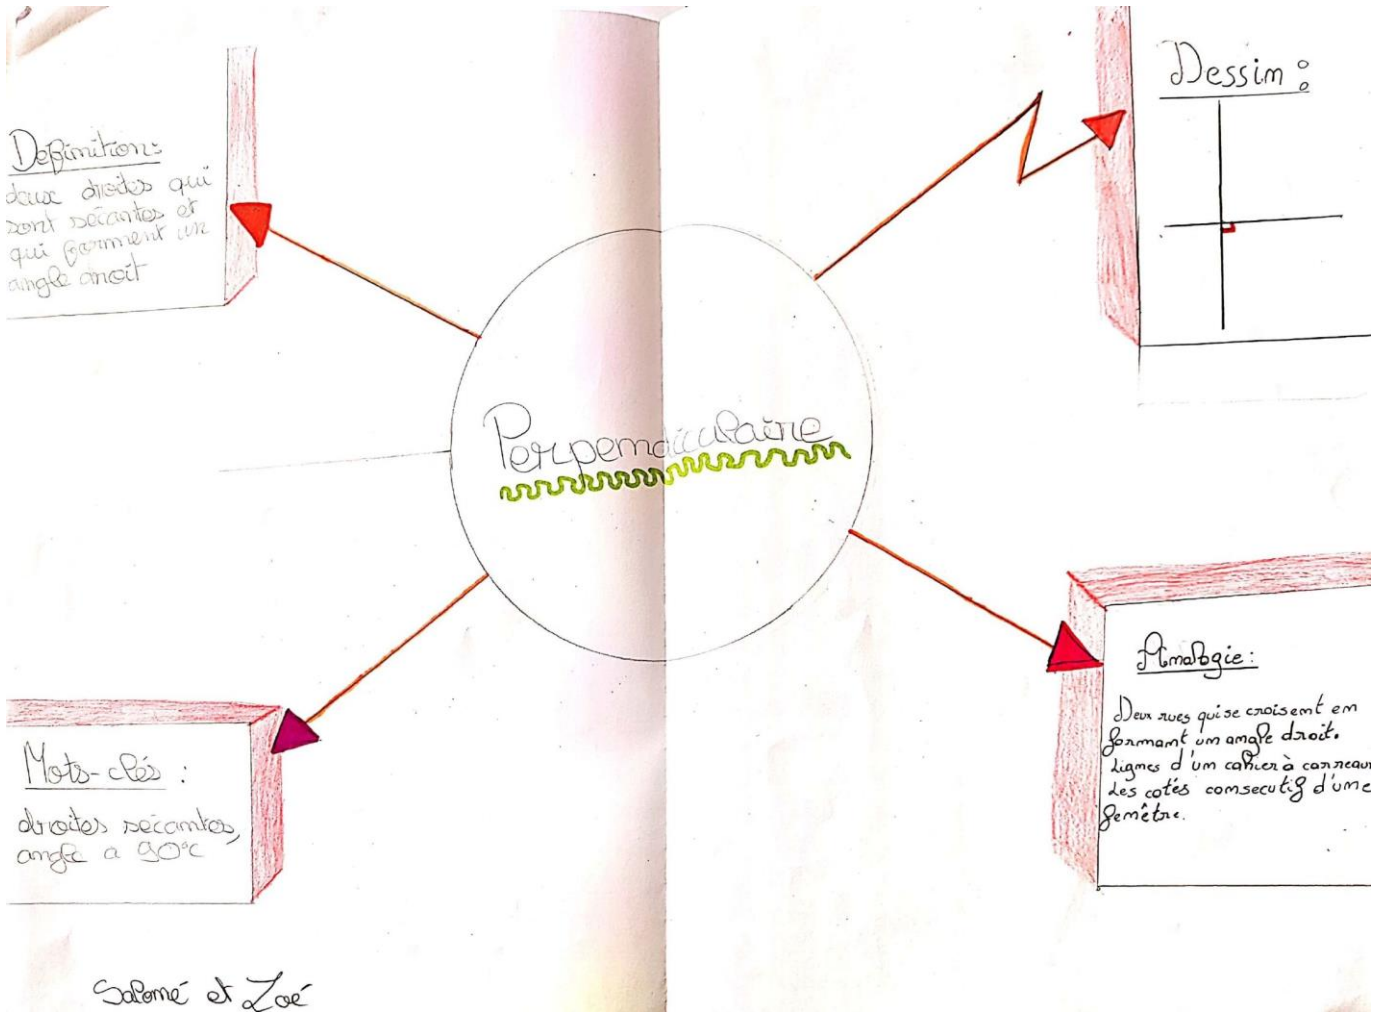 Définition:
deux droites qui
sont sécantes et
qui forment un
angle droit
Dessin :
Perpendiculaire
Mots-clés :
droites sécantes,
angle a 90°c
Analogie :
Deux rues qui se croisent en
formant un angle droit.
Lignes d'un cahier à carreaux
Les cotés consecutif d'une
fenêtre.
Salomé et Zoé